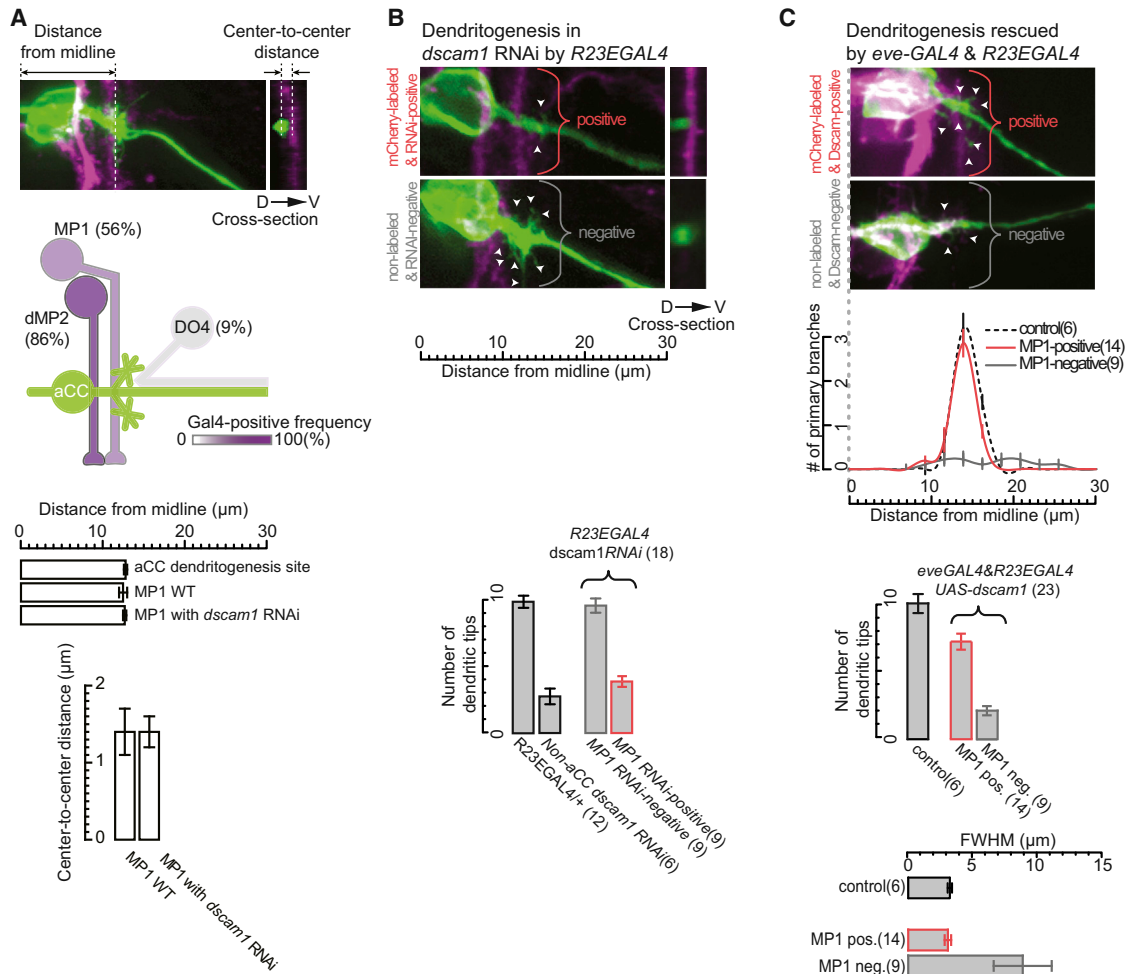 A
Distance
from midline
Center-to-center
distance
D V
Cross-section
MP1 (56%)
dMP2
(86%)
DO4 (9%)
aCC
Gal4-positive frequency
0 100(%)
Distance from midline (µm)
0 10 20 30
aCC dendritogenesis site
MP1 WT
MP1 with dscam1 RNAi
Center-to-center distance (µm)
2
1
0
MP1 WT
MP1 with dscam1 RNAi
B
Dendritogenesis in
dscam1 RNAi by R23EGAL4
mCherry-labeled
& RNAi-positive
positive
non-labeled
& RNAI-negative
negative
D V
Cross-section
0 10 20 30
Distance from midline (µm)
R23EGAL4
dscam1RNAi (18)
Number of
dendritic tips
10
0
R23EGAL4/+ (12)
Non-aCC dscam1 RNAi(6)
MP1 RNAi-negative (9)
MP1 RNAi-positive(9)
C
Dendritogenesis rescued
by eve-GAL4 & R23EGAL4
mCherry-labeled
& Dscam-positive
positive
non-labeled
& Dscam-negative
negative
# of primary branches
3
2
1
0
control(6)
MP1-positive(14)
MP1-negative(9)
0 10 20 30
Distance from midline (µm)
eveGAL4&R23EGAL4
UAS-dscam1 (23)
Number of
dendritic tips
10
0
control(6)
MP1 pos. (14)
MP1 neg. (9)
FWHM (µm)
0 5 10 15
control(6)
MP1 pos.(14)
MP1 neg.(9)